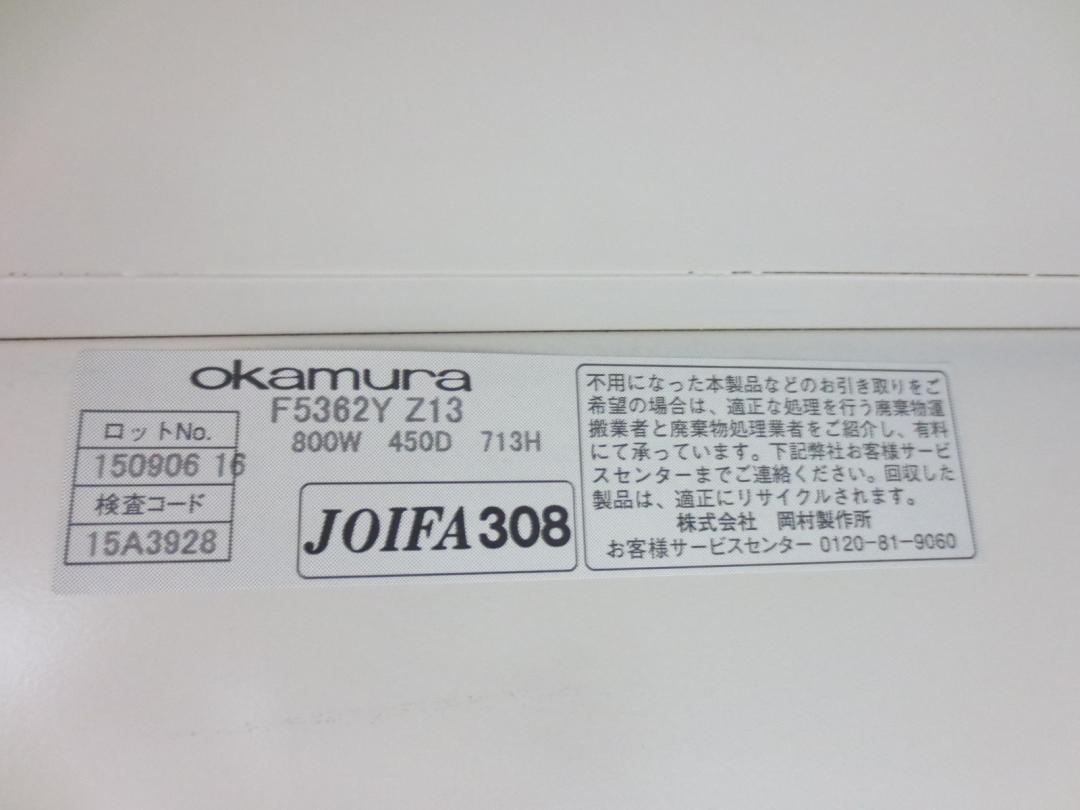 okamura
F5362Y Z13
800W 450D 713H
ロットNo.
150906 16
検査コード
15A3928
JOIFA308
不用になった本製品などのお引き取りをご
希望の場合は、適正な処理を行う廃棄物運
搬業者と廃棄物処理業者をご紹介し、有料
にて承っています。下記弊社お客様サービ
スセンターまでご連絡ください。回収した
製品は、適正にリサイクルされます。
株式会社 岡村製作所
お客様サービスセンター 0120-81-9060